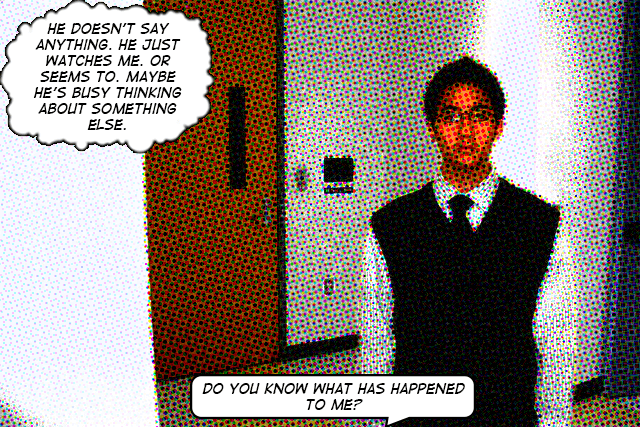 HE DOESN'T SAY
ANYTHING. HE JUST
WATCHES ME. OR
SEEMS TO. MAYBE
HE'S BUSY THINKING
ABOUT SOMETHING
ELSE.
DO YOU KNOW WHAT HAS HAPPENED
TO ME?